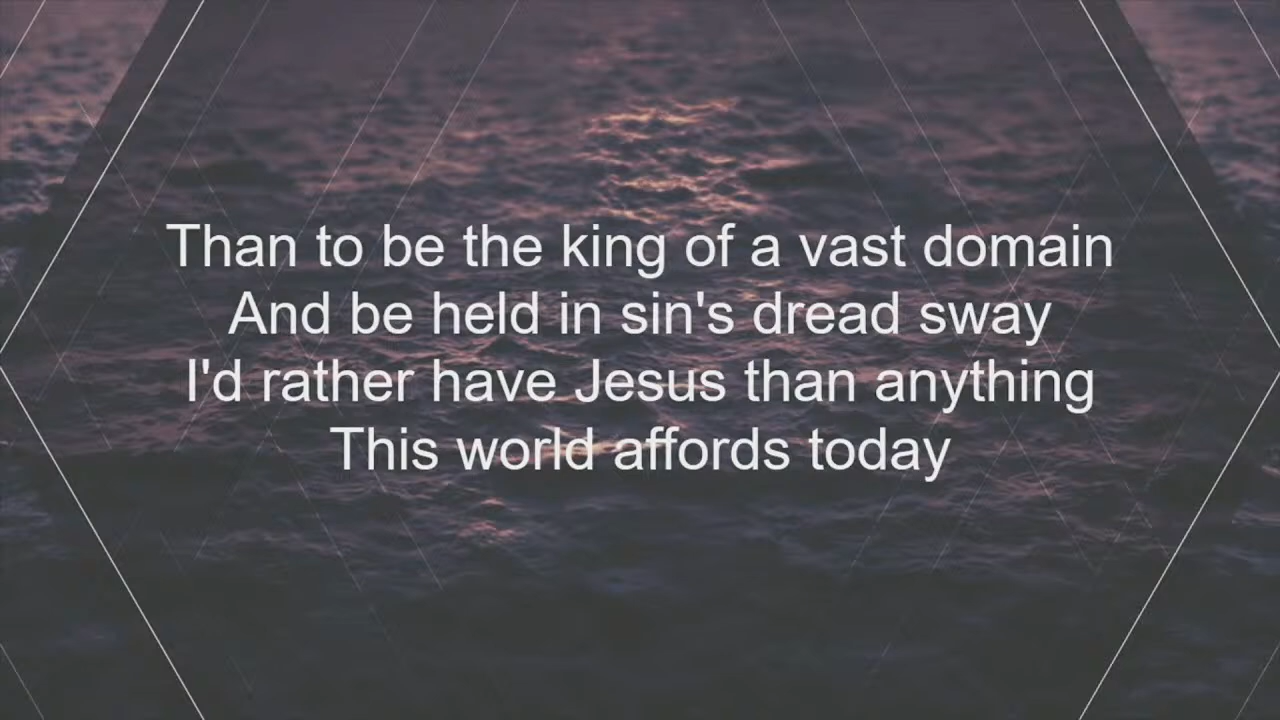 Than to be the king of a vast domain
And be held in sin's dread sway
I'd rather have Jesus than anything
This world affords today